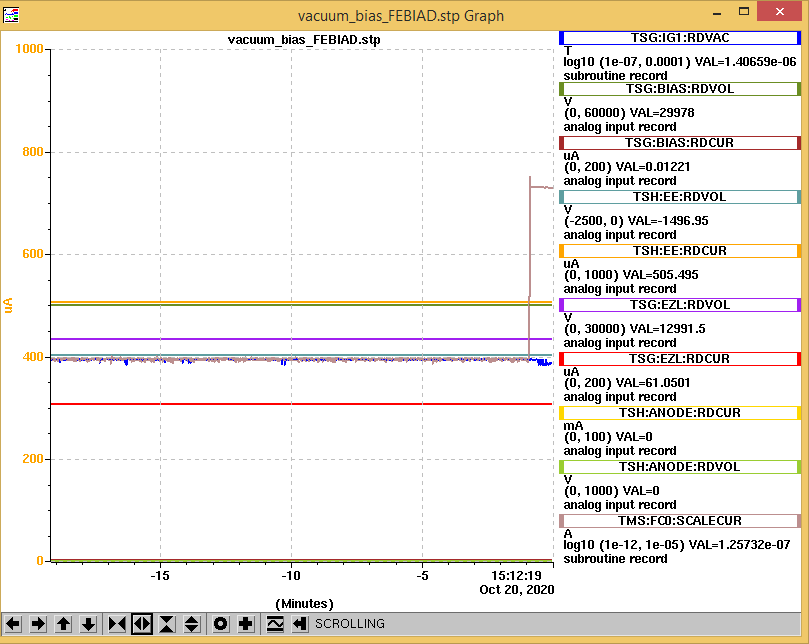 vacuum_bias_FEBIAD.stp Graph
vacuum_bias_FEBIAD.stp
1000
800
600
400
200
0
uA
-15
-10
-5
15:12:19
Oct 20, 2020
(Minutes)
TSG:IG1:RDVAC
T
log10 (1e-07, 0.0001) VAL=1.40659e-06
subroutine record
TSG:BIAS:RDVOL
V
(0, 60000) VAL=29978
analog input record
TSG:BIAS:RDCUR
uA
(0, 200) VAL=0.01221
analog input record
TSH:EE:RDVOL
V
(-2500, 0) VAL=-1496.95
analog input record
TSH:EE:RDCUR
uA
(0, 1000) VAL=505.495
analog input record
TSG:EZL:RDVOL
V
(0, 30000) VAL=12991.5
analog input record
TSG:EZL:RDCUR
uA
(0, 200) VAL=61.0501
analog input record
TSH:ANODE:RDCUR
mA
(0, 100) VAL=0
analog input record
TSH:ANODE:RDVOL
V
(0, 1000) VAL=0
analog input record
TMS:FC0:SCALECUR
A
log10 (1e-12, 1e-05) VAL=1.25732e-07
subroutine record
SCROLLING